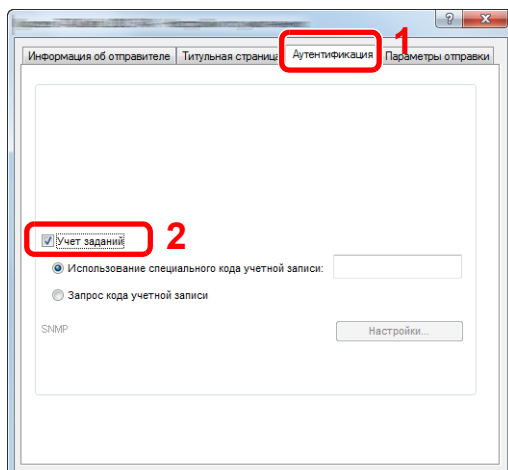 ?
X
1
Информация об отправителе Титульная страница Аутентификация Параметры отправки
Учет заданий 2
Использование специального кода учетной записи:
Запрос кода учетной записи
SNMP Настройки...